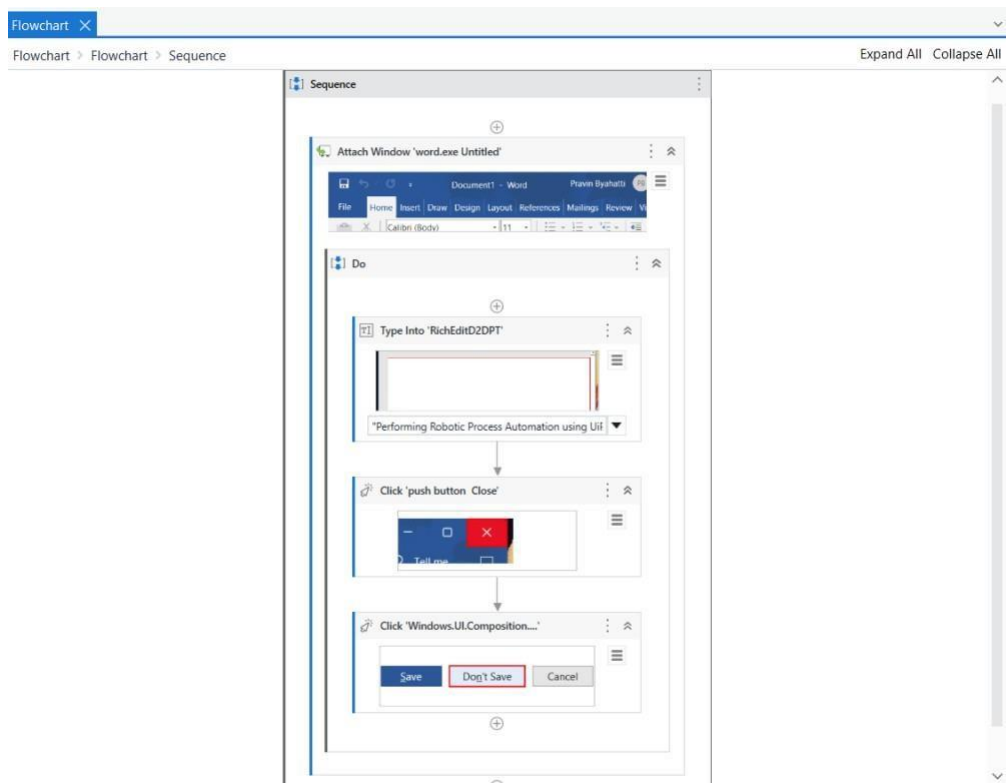 Flowchart
Flowchart > Flowchart > Sequence
Expand All Collapse All
Sequence
Attach Window 'word.exe Untitled'
Document1 - Word Pravin Byahatti
File Home Insert Draw Design Layout References Mailings Review
Calibri (Body) 11
Do
Type Into 'RichEditD2DPT'
"Performing Robotic Process Automation using
Click 'push button Close'
Tell me
Click 'Windows.UI.Composition....'
Save Don't Save Cancel